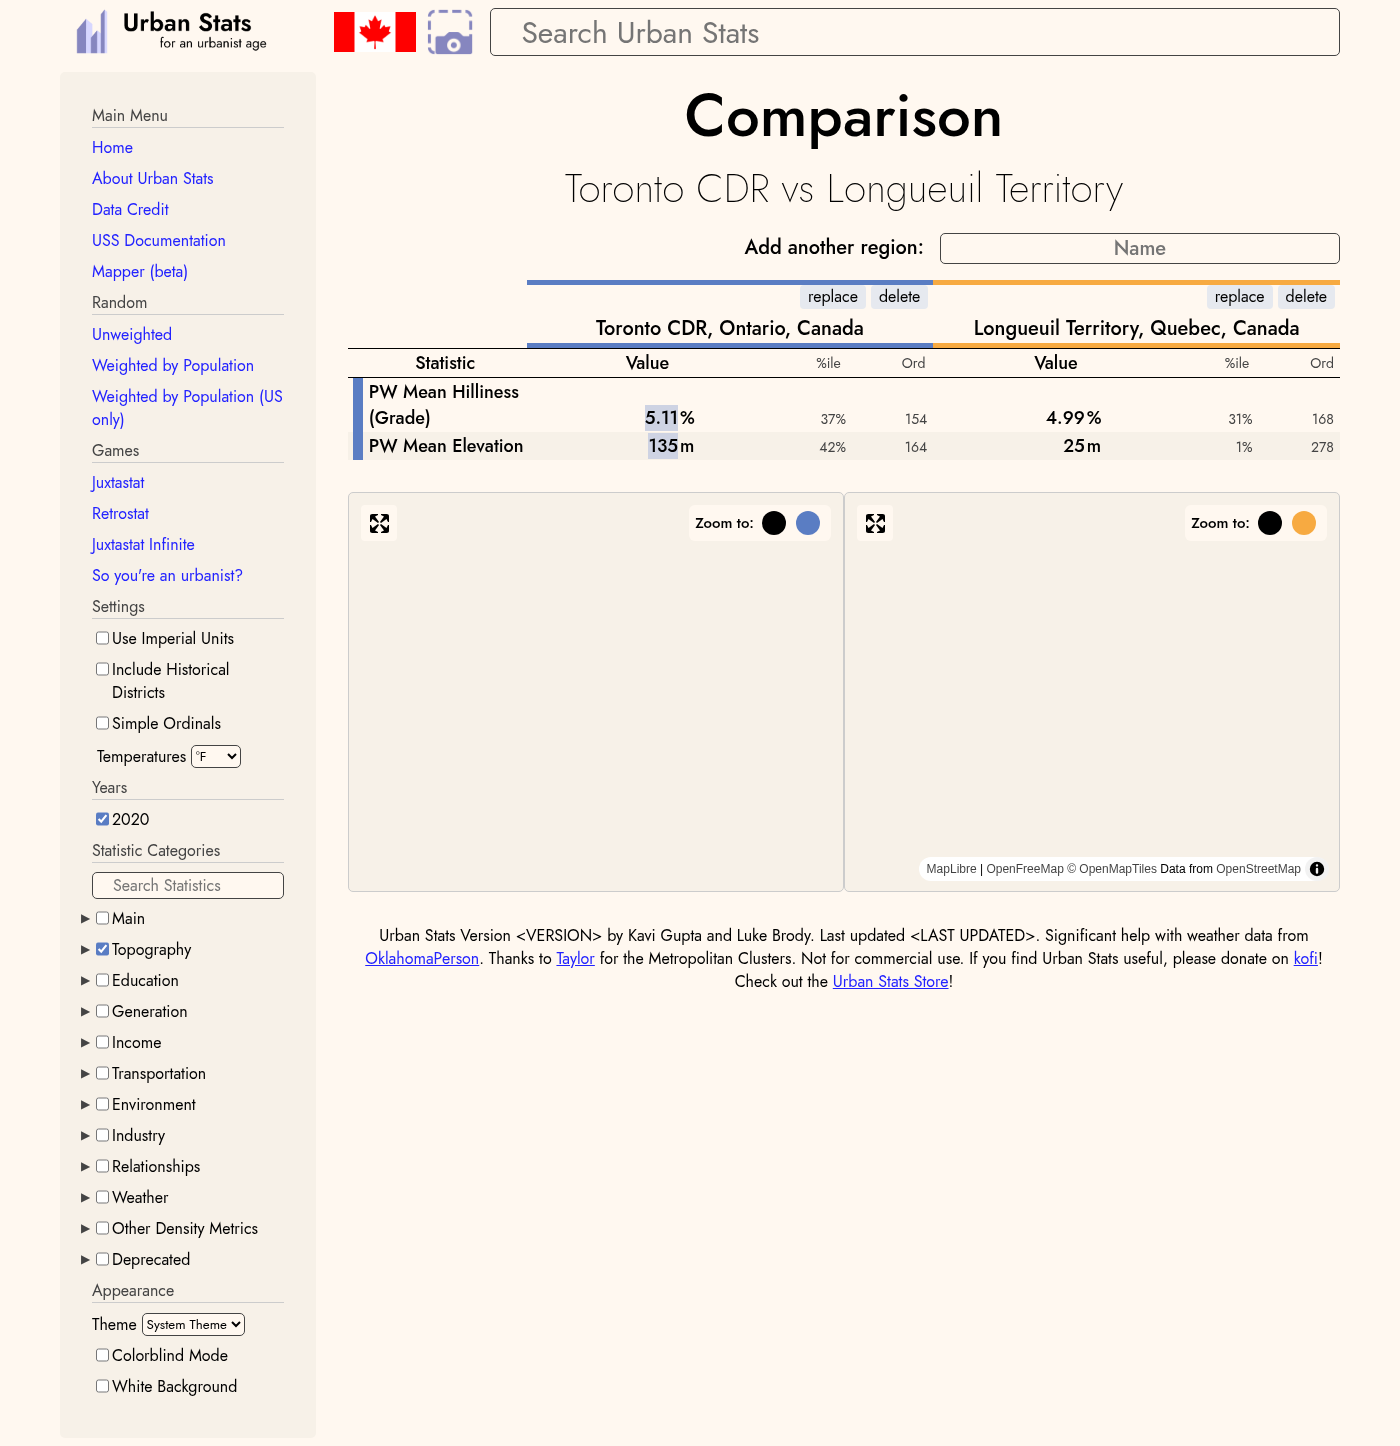 Urban Stats
for an urbanist age
Search Urban Stats
Main Menu
Home
About Urban Stats
Data Credit
USS Documentation
Mapper (beta)
Random
Unweighted
Weighted by Population
Weighted by Population (US
only)
Games
Juxtastat
Retrostat
Juxtastat Infinite
So you're an urbanist?
Settings
Use Imperial Units
Include Historical
Districts
Simple Ordinals
Temperatures °F
Years
2020
Statistic Categories
Search Statistics
Main
Topography
Education
Generation
Income
Transportation
Environment
Industry
Relationships
Weather
Other Density Metrics
Deprecated
Appearance
Theme System Theme
Colorblind Mode
White Background
Comparison
Toronto CDR vs Longueuil Territory
Add another region: Name
replace delete replace delete
Toronto CDR, Ontario, Canada Longueuil Territory, Quebec, Canada
Statistic Value %ile Ord Value %ile Ord
PW Mean Hilliness
(Grade) 5.11% 37% 154 4.99% 31% 168
PW Mean Elevation 135m 42% 164 25m 1% 278
Zoom to: Zoom to:
MapLibre | OpenFreeMap © OpenMapTiles Data from OpenStreetMap
Urban Stats Version <VERSION> by Kavi Gupta and Luke Brody. Last updated <LAST UPDATED>. Significant help with weather data from
OklahomaPerson. Thanks to Taylor for the Metropolitan Clusters. Not for commercial use. If you find Urban Stats useful, please donate on kofi!
Check out the Urban Stats Store!